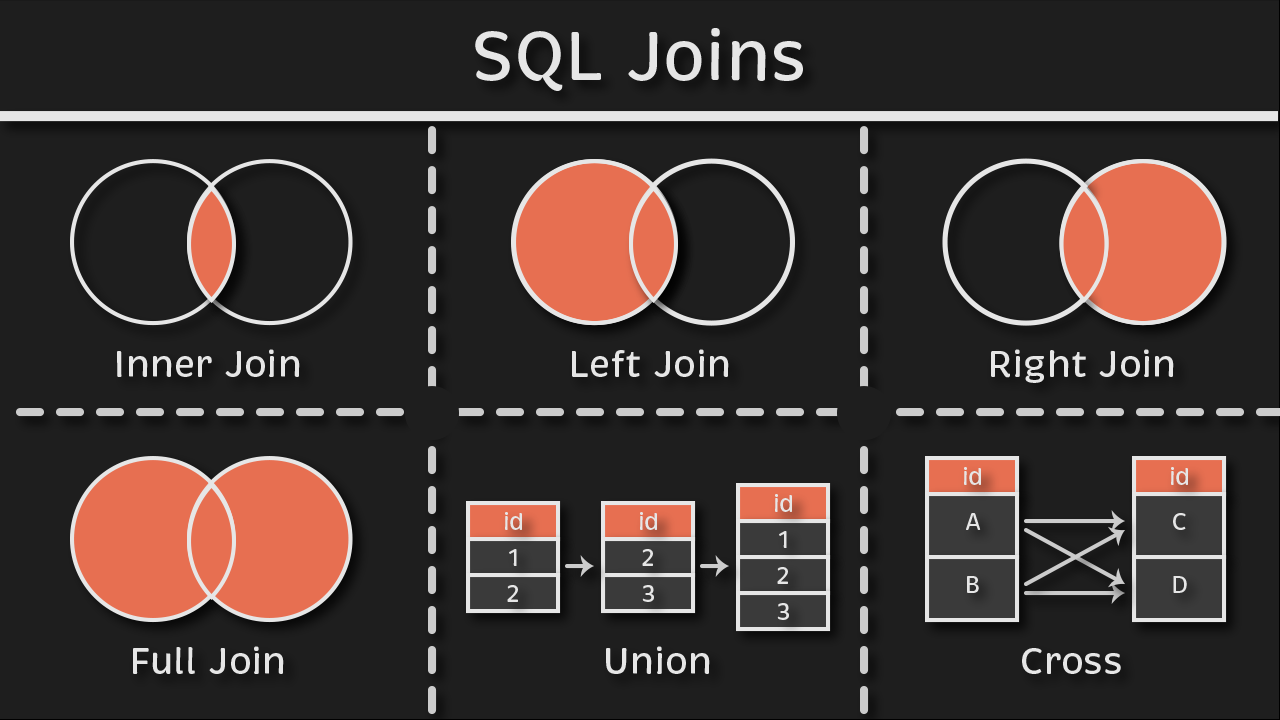 SQL Joins
Inner Join
Left Join
Right Join
Full Join
id
1
2
id
2
3
id
1
2
3
Union
id
A
B
id
C
D
Cross